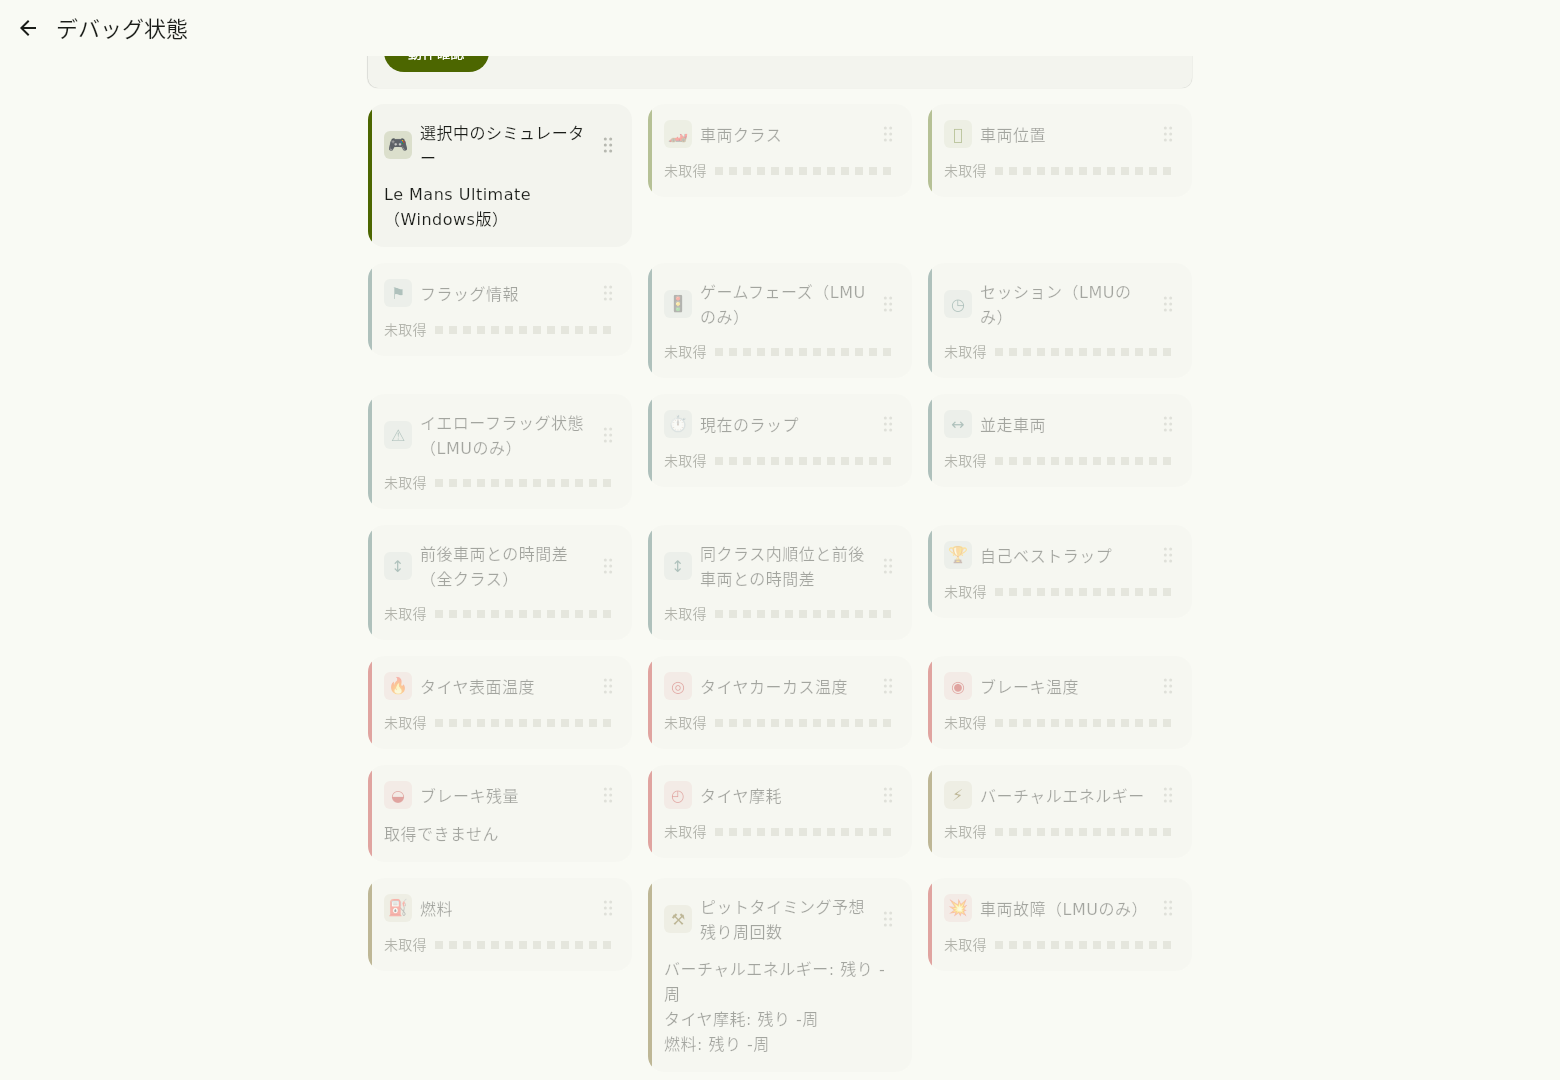 デバッグ状態
動作確認
選択中のシミュレータ
ー
Le Mans Ultimate
（Windows版）
車両クラス
未取得
車両位置
未取得
フラッグ情報
未取得
ゲームフェーズ（LMU
のみ）
未取得
セッション（LMUの
み）
未取得
イエローフラッグ状態
（LMUのみ）
未取得
現在のラップ
未取得
並走車両
未取得
前後車両との時間差
（全クラス）
未取得
同クラス内順位と前後
車両との時間差
未取得
自己ベストラップ
未取得
タイヤ表面温度
未取得
タイヤカーカス温度
未取得
ブレーキ温度
未取得
ブレーキ残量
取得できません
タイヤ摩耗
未取得
バーチャルエネルギー
未取得
燃料
未取得
ピットタイミング予想
残り周回数
バーチャルエネルギー: 残り -
周
タイヤ摩耗: 残り -周
燃料: 残り -周
車両故障（LMUのみ）
未取得